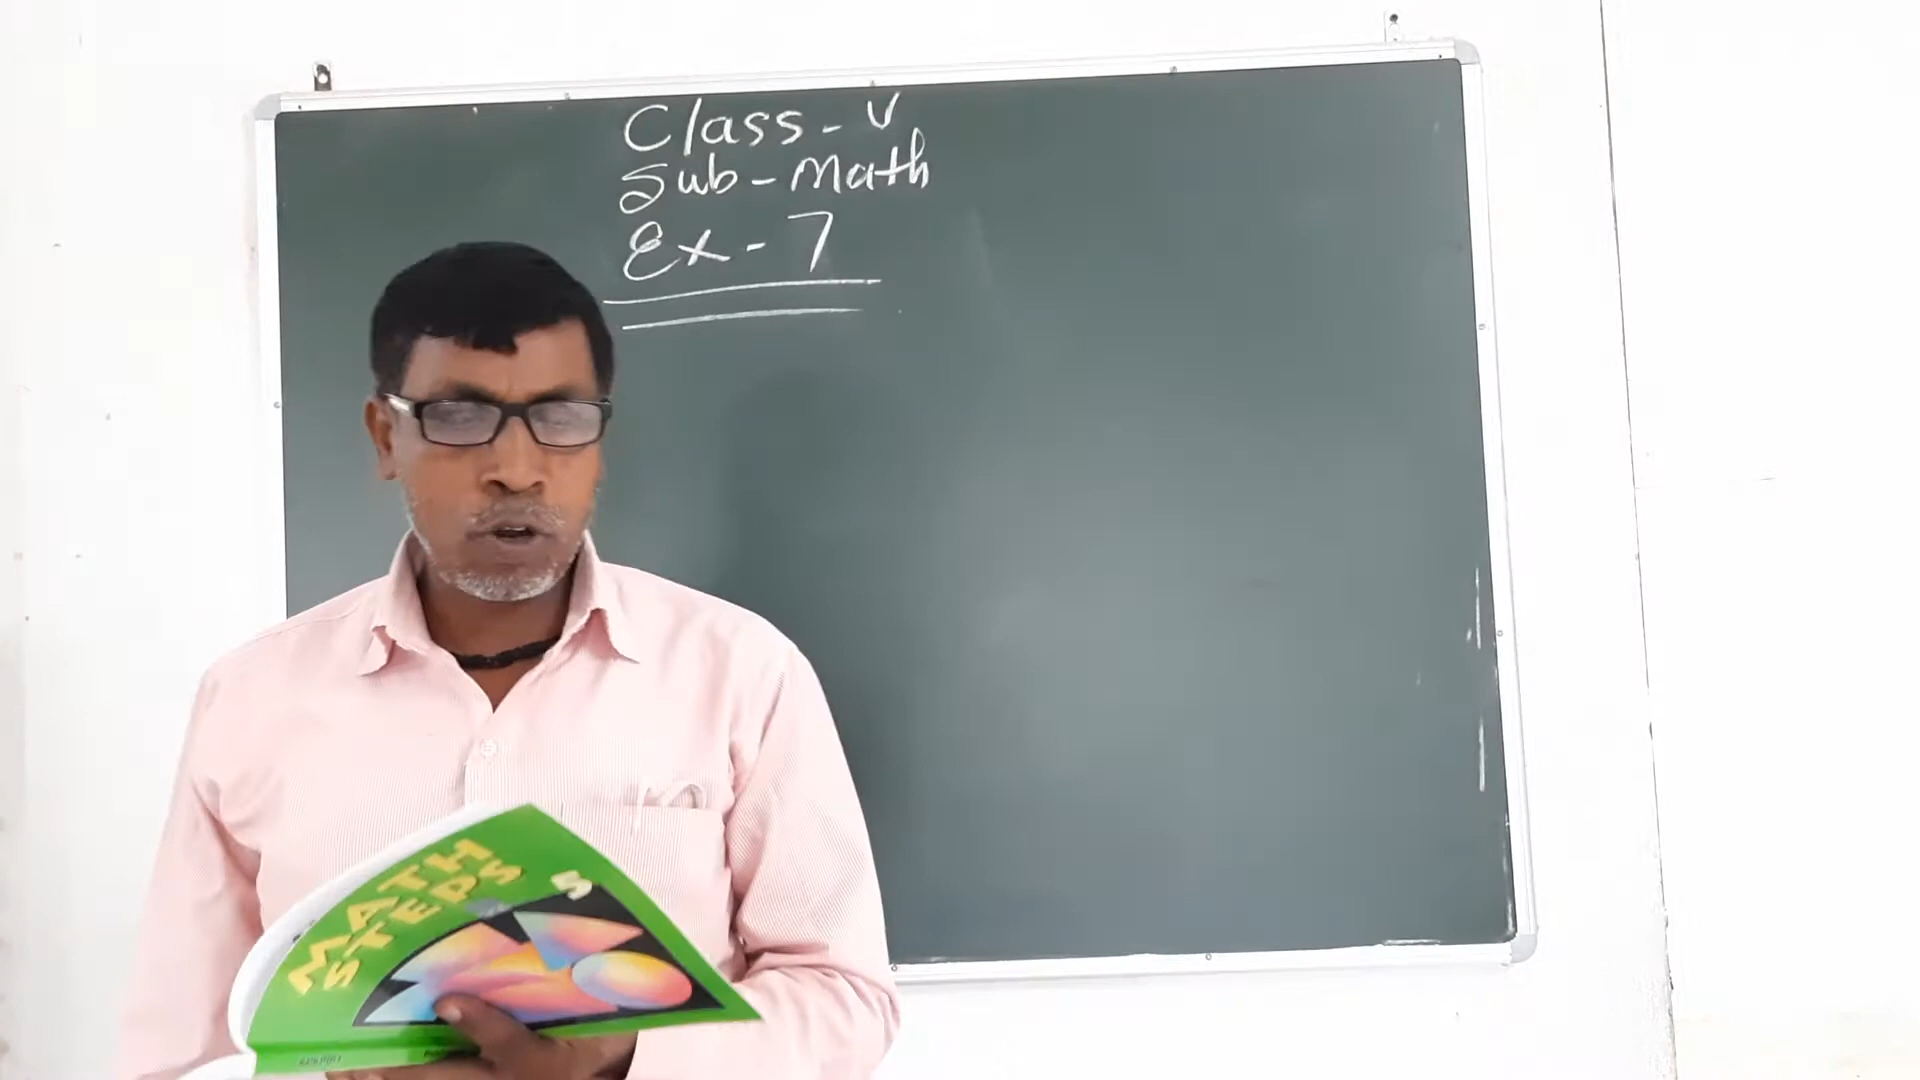 Class - V
Sub - Math
Ex - 7
MATH
STEPS
5